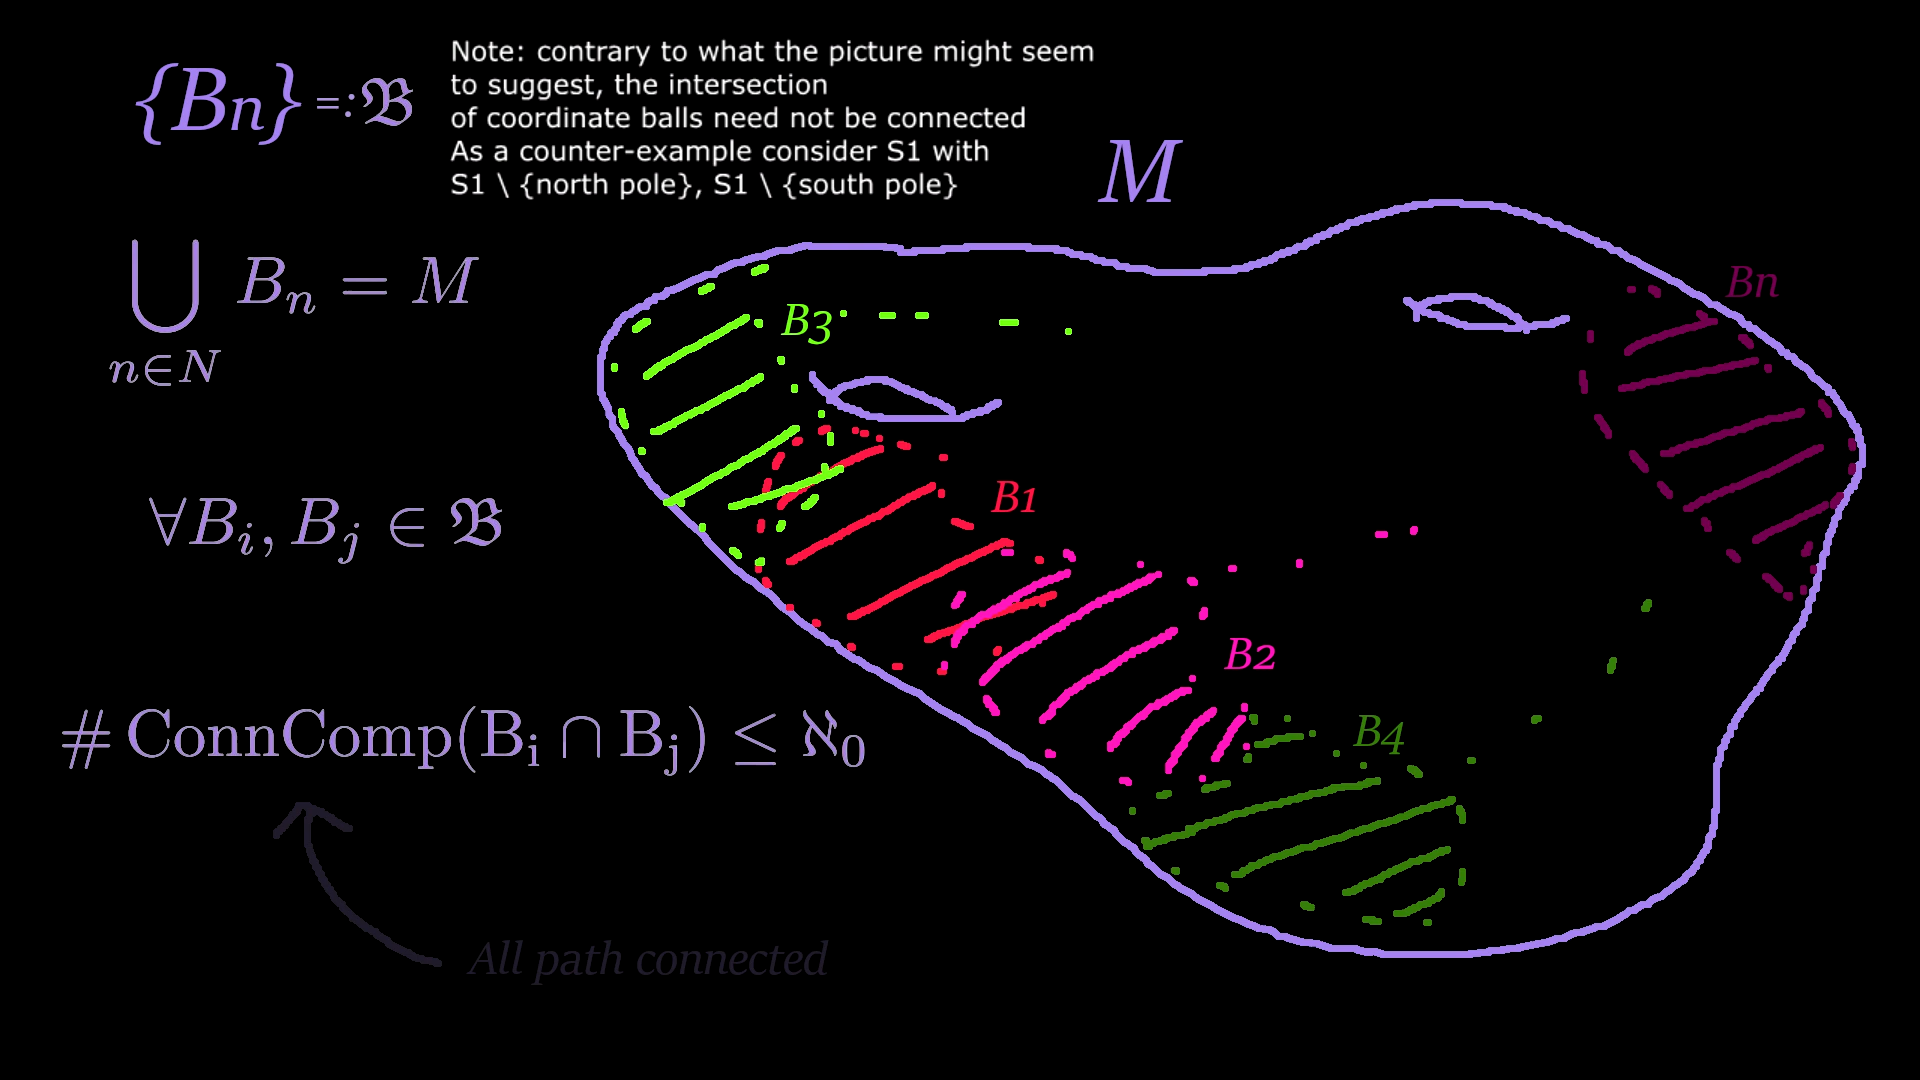 {Bn} =: 𝔅
Note: contrary to what the picture might seem
to suggest, the intersection
of coordinate balls need not be connected
As a counter-example consider S1 with
S1 \ {north pole}, S1 \ {south pole}
M
⋃ Bₙ = M
n∈N
Bn
B3
B1
∀Bᵢ, Bⱼ ∈ 𝔅
B2
# ConnComp(Bᵢ ∩ Bⱼ) ≤ ℵ₀
B4
All path connected